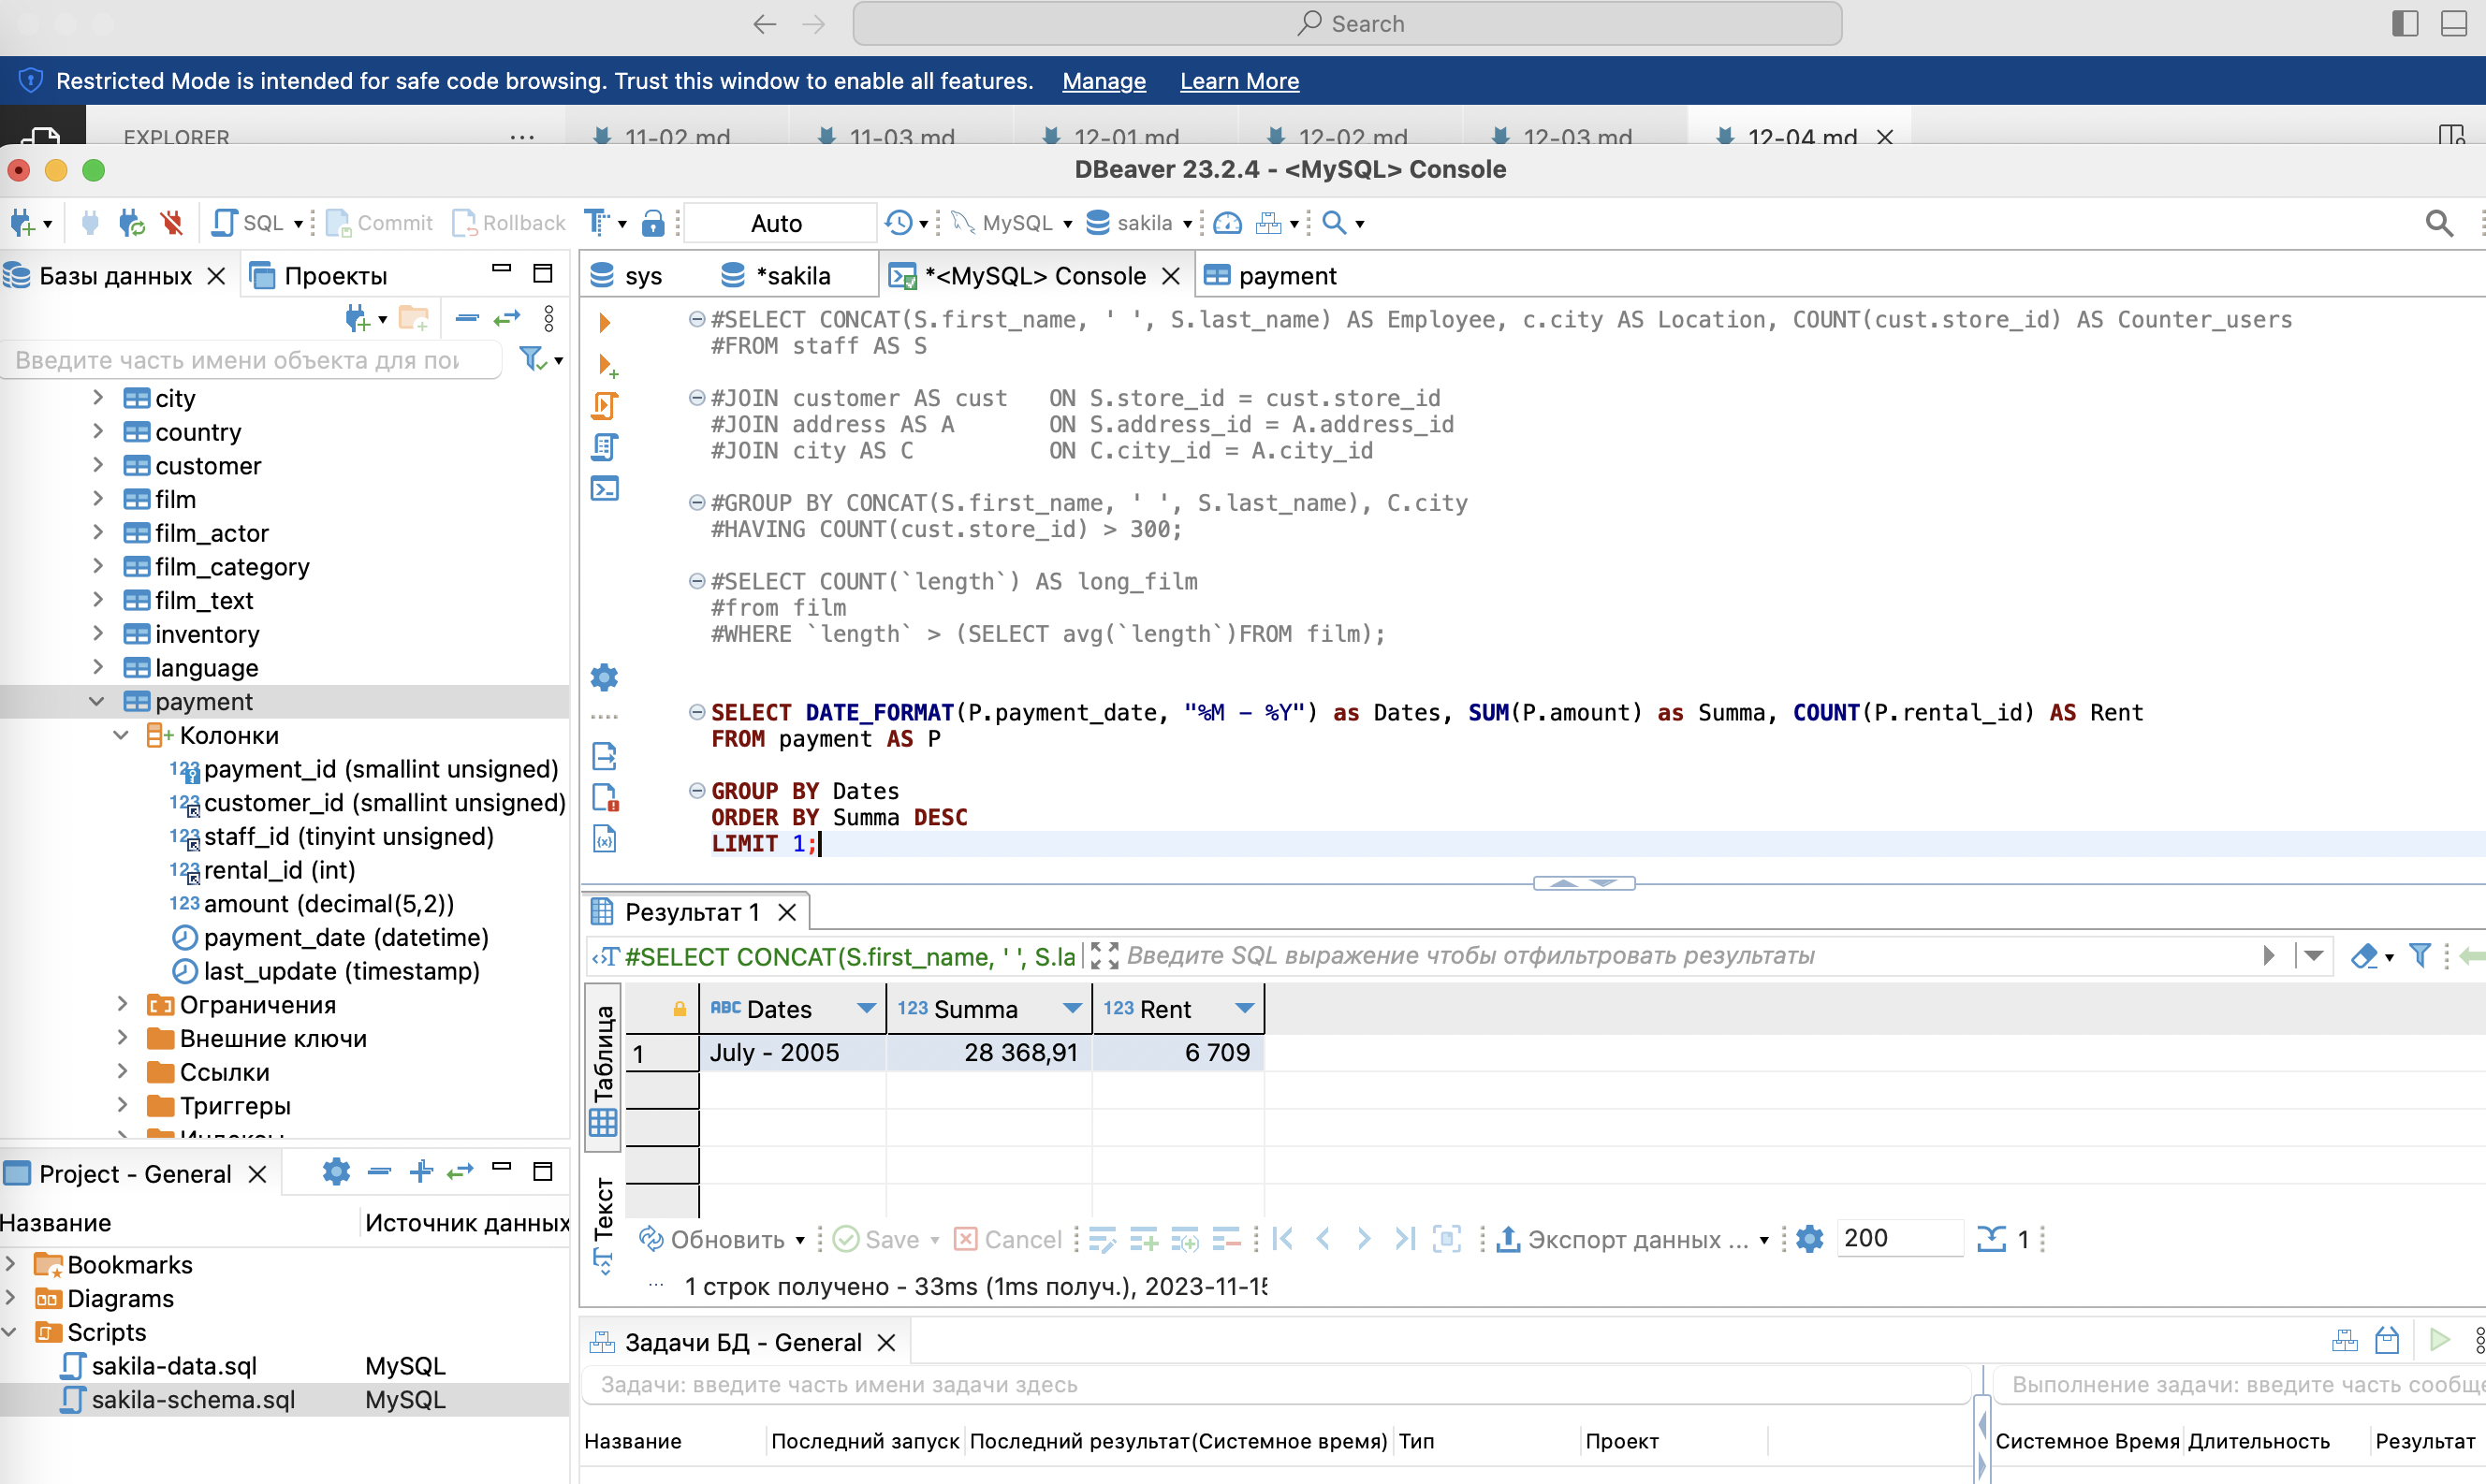 Search
Restricted Mode is intended for safe code browsing. Trust this window to enable all features. Manage Learn More
EXPLORER ... 11-02.md 11-03.md 12-01.md 12-02.md 12-03.md 12-04.md
DBeaver 23.2.4 - <MySQL> Console
SQL Commit Rollback Auto MySQL sakila
Базы данных Проекты
Введите часть имени объекта для
city
country
customer
film
film_actor
film_category
film_text
inventory
language
payment
Колонки
payment_id (smallint unsigned)
customer_id (smallint unsigned)
staff_id (tinyint unsigned)
rental_id (int)
amount (decimal(5,2))
payment_date (datetime)
last_update (timestamp)
Ограничения
Внешние ключи
Ссылки
Триггеры
Индексы
Project - General
Название Источник данных
Bookmarks
Diagrams
Scripts
sakila-data.sql MySQL
sakila-schema.sql MySQL
sys *sakila *<MySQL> Console payment
#SELECT CONCAT(S.first_name, ' ', S.last_name) AS Employee, c.city AS Location, COUNT(cust.store_id) AS Counter_users
#FROM staff AS S
#JOIN customer AS cust ON S.store_id = cust.store_id
#JOIN address AS A ON S.address_id = A.address_id
#JOIN city AS C ON C.city_id = A.city_id
#GROUP BY CONCAT(S.first_name, ' ', S.last_name), C.city
#HAVING COUNT(cust.store_id) > 300;
#SELECT COUNT(`length`) AS long_film
#from film
#WHERE `length` > (SELECT avg(`length`)FROM film);
SELECT DATE_FORMAT(P.payment_date, "%M - %Y") as Dates, SUM(P.amount) as Summa, COUNT(P.rental_id) AS Rent
FROM payment AS P
GROUP BY Dates
ORDER BY Summa DESC
LIMIT 1;
Результат 1
#SELECT CONCAT(S.first_name, ' ', S.la Введите SQL выражение чтобы отфильтровать результаты
Таблица
Текст
ABC Dates 123 Summa 123 Rent
1 July - 2005 28 368,91 6 709
Обновить Save Cancel Экспорт данных ... 200 1
... 1 строк получено - 33ms (1ms получ.), 2023-11-15
Задачи БД - General
Задачи: введите часть имени задачи здесь
Выполнение задачи: введите часть
Название Последний запуск Последний результат(Системное время) Тип Проект
Системное Время Длительность Результат